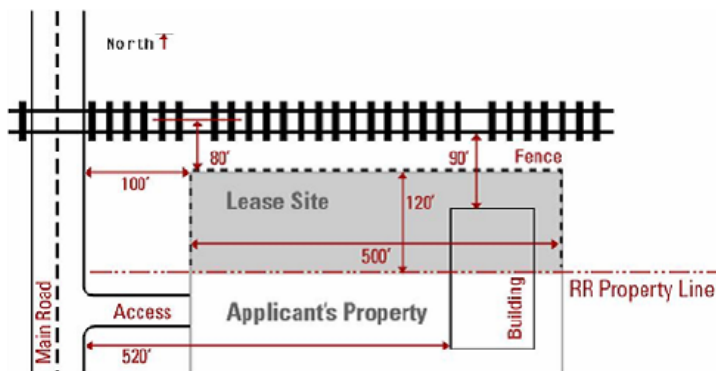 North
80'
90'
Fence
100'
Lease Site
120'
500'
RR Property Line
Access
Applicant's Property
Building
Main Road
520'